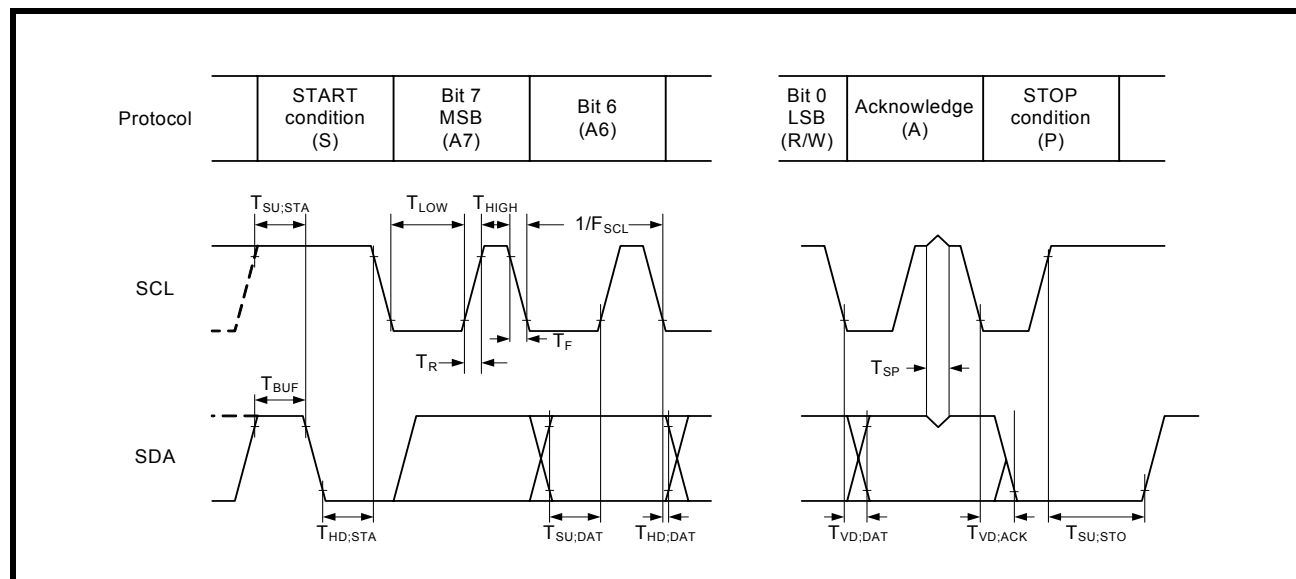 Protocol
START
condition
(S)
Bit 7
MSB
(A7)
Bit 6
(A6)
Bit 0
LSB
(R/W)
Acknowledge
(A)
STOP
condition
(P)
TSU;STA
TLOW
THIGH
1/FSCL
SCL
TF
TR
TSP
TBUF
SDA
THD;STA
TSU;DAT
THD;DAT
TVD;DAT
TVD;ACK
TSU;STO